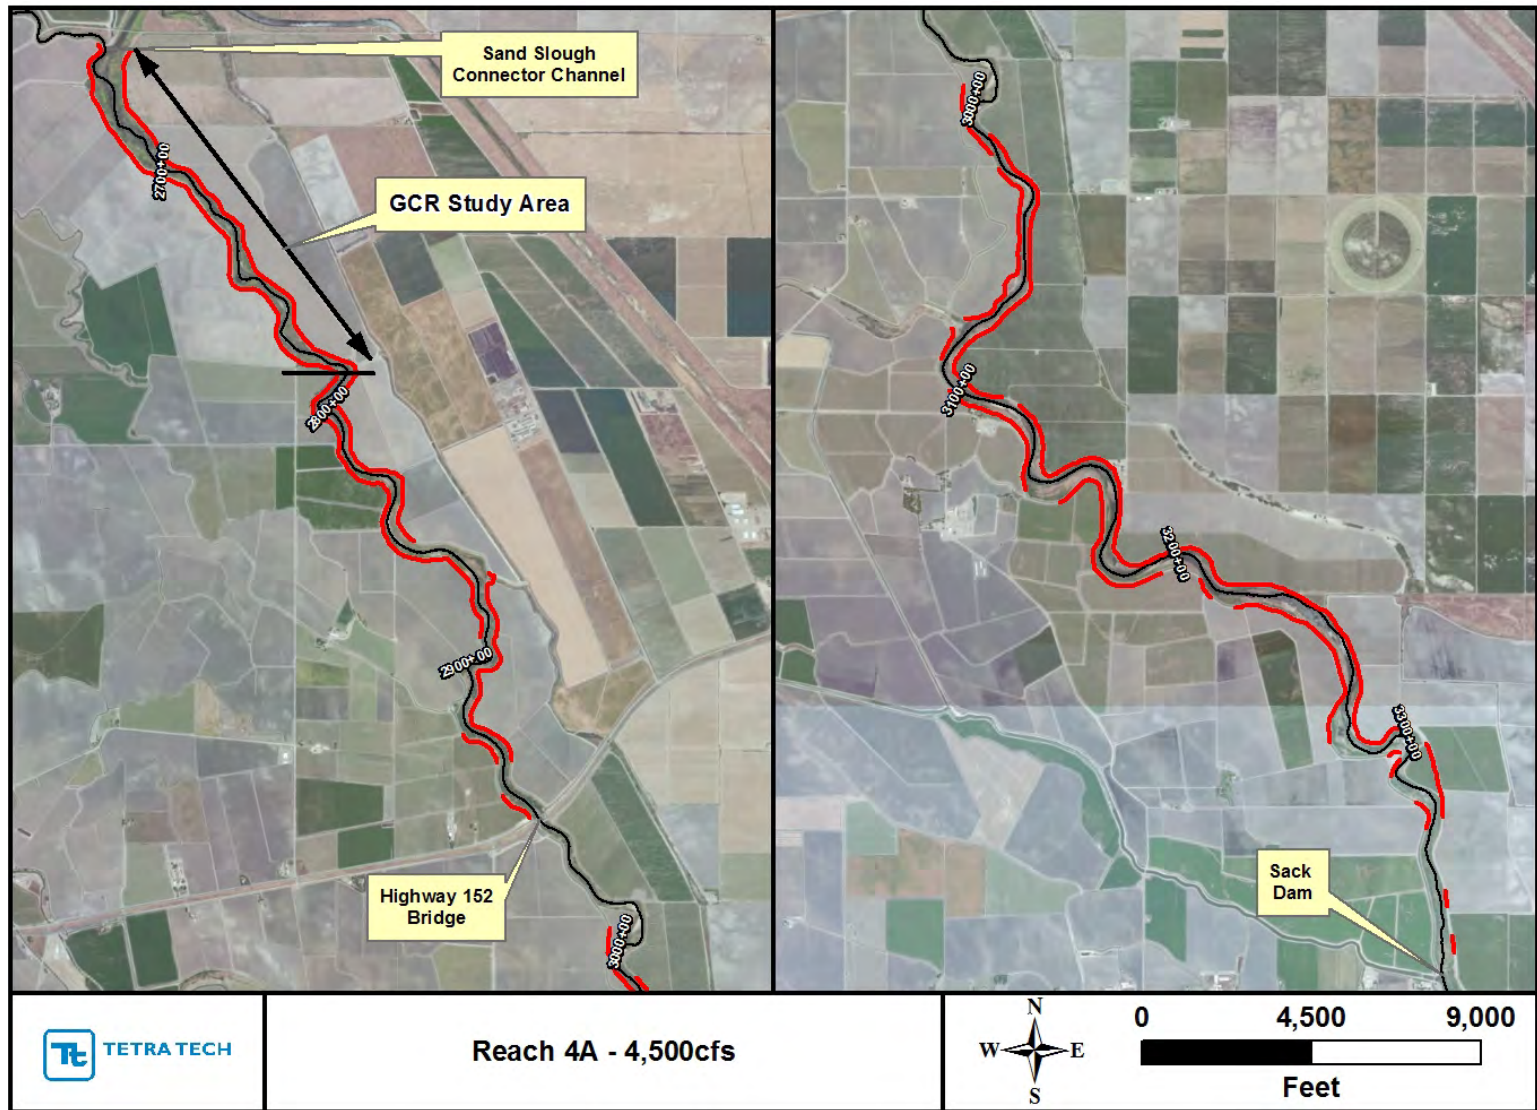 Sand Slough
Connector Channel
2700+00
GCR Study Area
2800+00
2900+00
Highway 152
Bridge
3000+00
3000+00
3100+00
3200+00
3300+00
Sack
Dam
Tt TETRA TECH
Reach 4A - 4,500cfs
N
W E
S
0 4,500 9,000
Feet